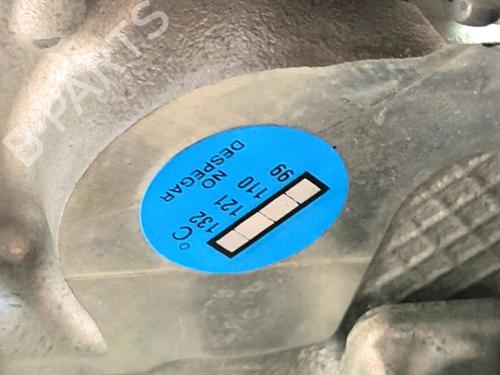 °C
132
121
110
99
NO
DESPEGAR
B-PARTS